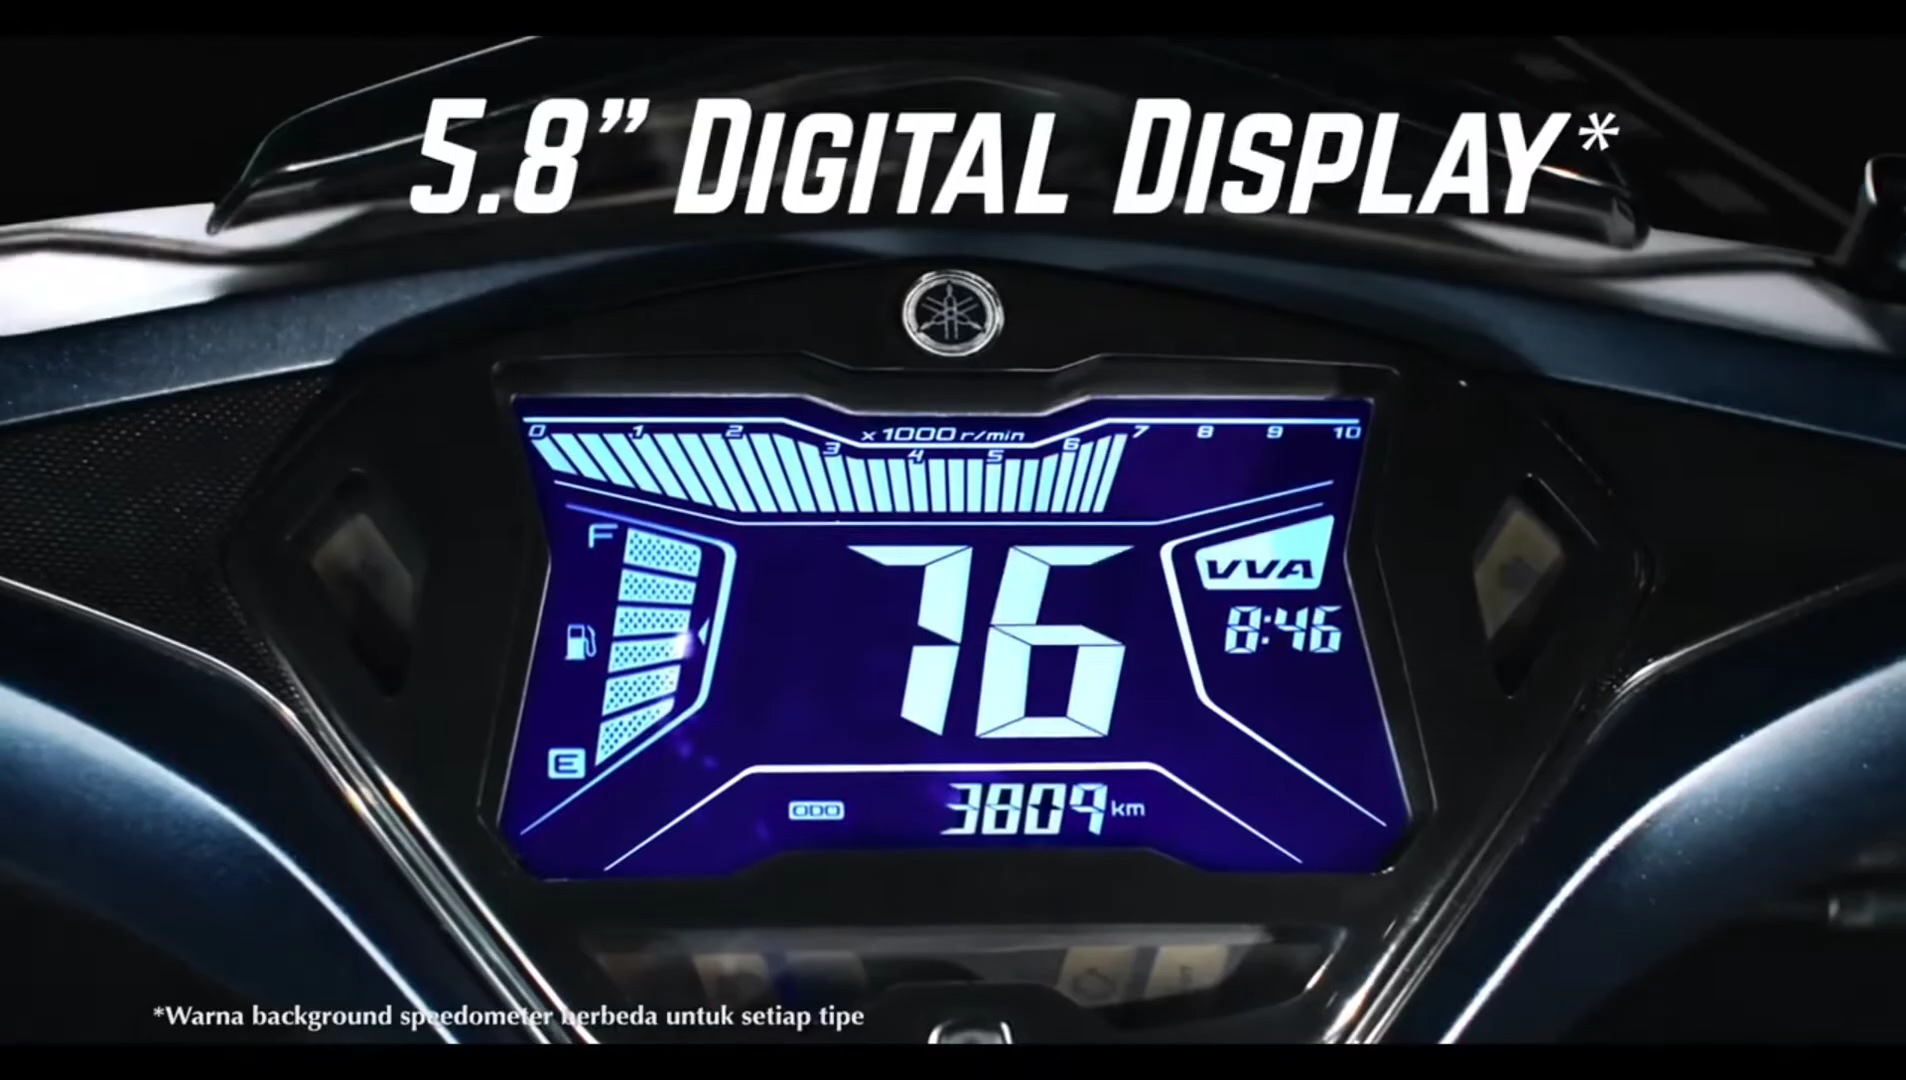 5.8” DIGITAL DISPLAY*
0 1 2 3 4 5 6 7 8 9 10
x1000 r/min
F
VVA
8:46
76
E
ODO 3809 km
*Warna background speedometer berbeda untuk setiap tipe